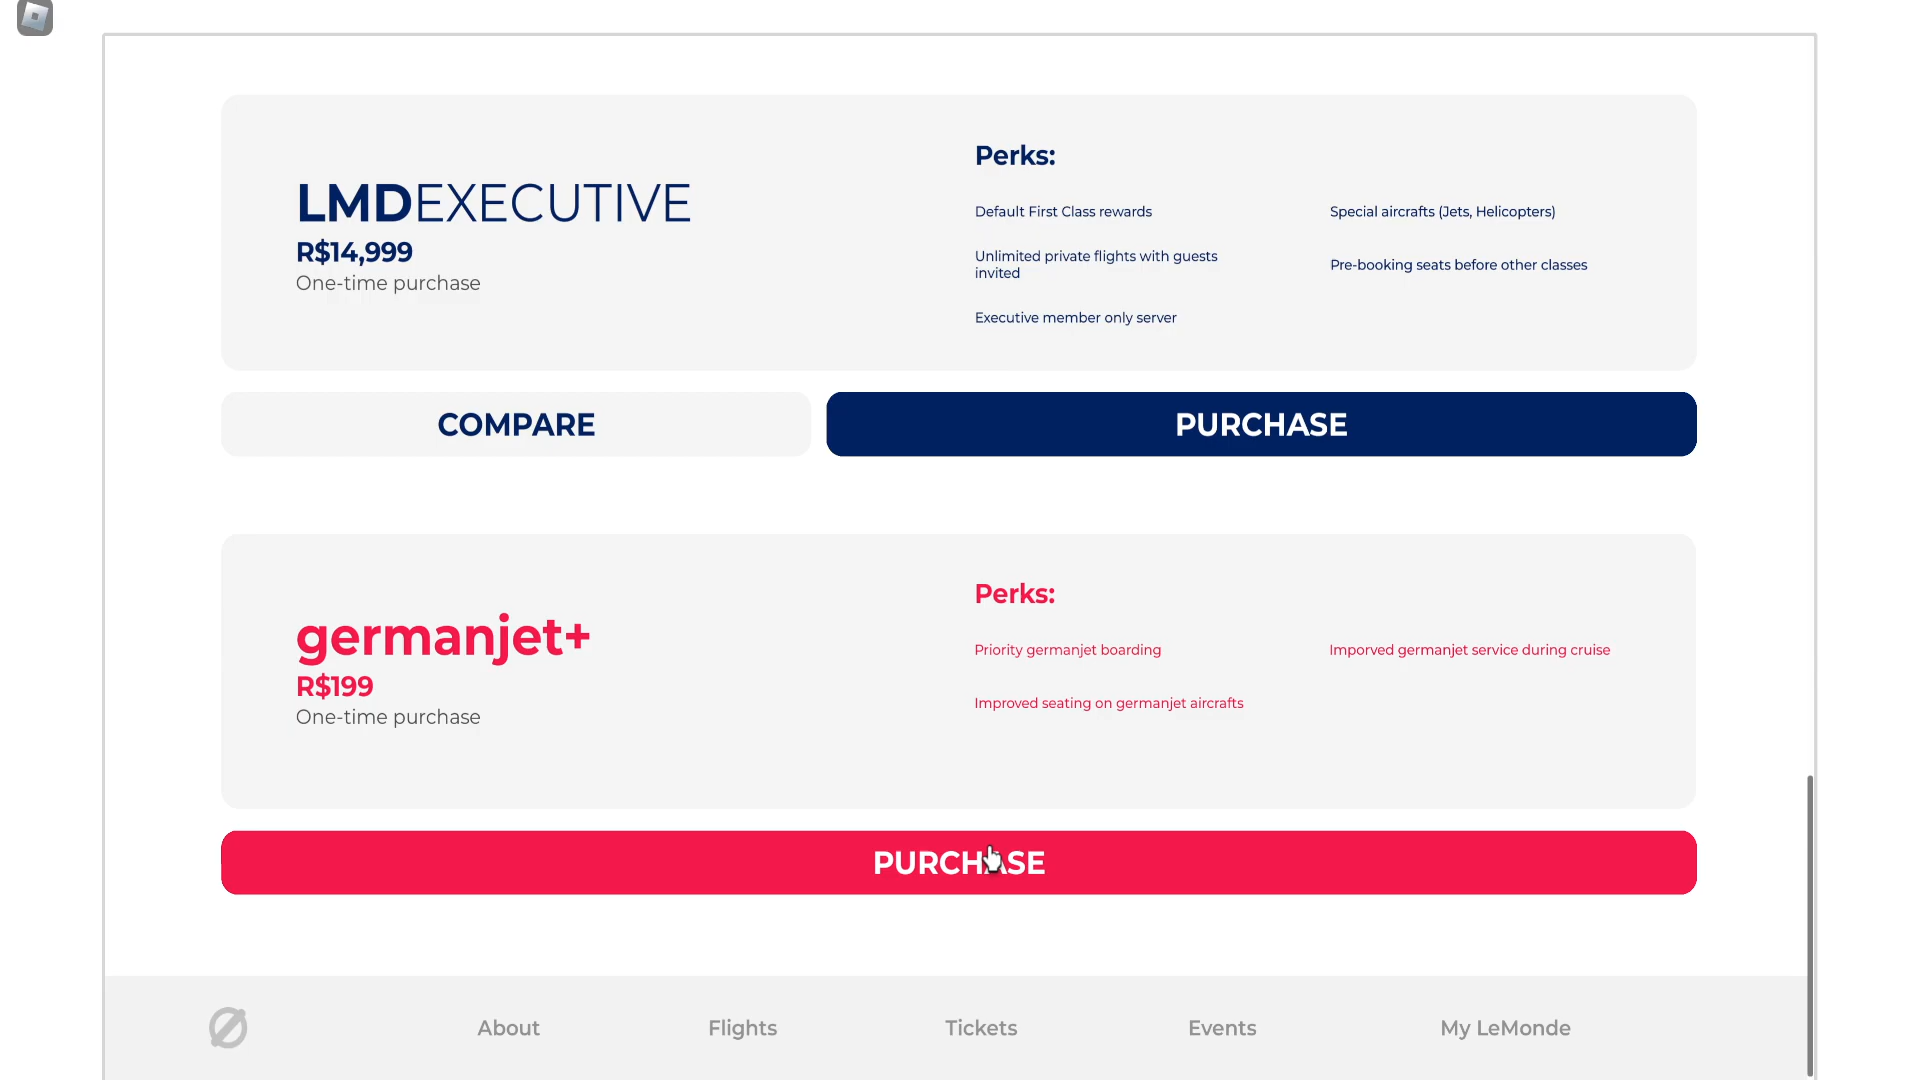 LMDEXECUTIVE
R$14,999
One-time purchase
Perks:
Default First Class rewards
Unlimited private flights with guests
invited
Executive member only server
Special aircrafts (Jets, Helicopters)
Pre-booking seats before other classes
COMPARE
PURCHASE
germanjet+
R$199
One-time purchase
Perks:
Priority germanjet boarding
Improved seating on germanjet aircrafts
Imporved germanjet service during cruise
PURCHASE
About
Flights
Tickets
Events
My LeMonde